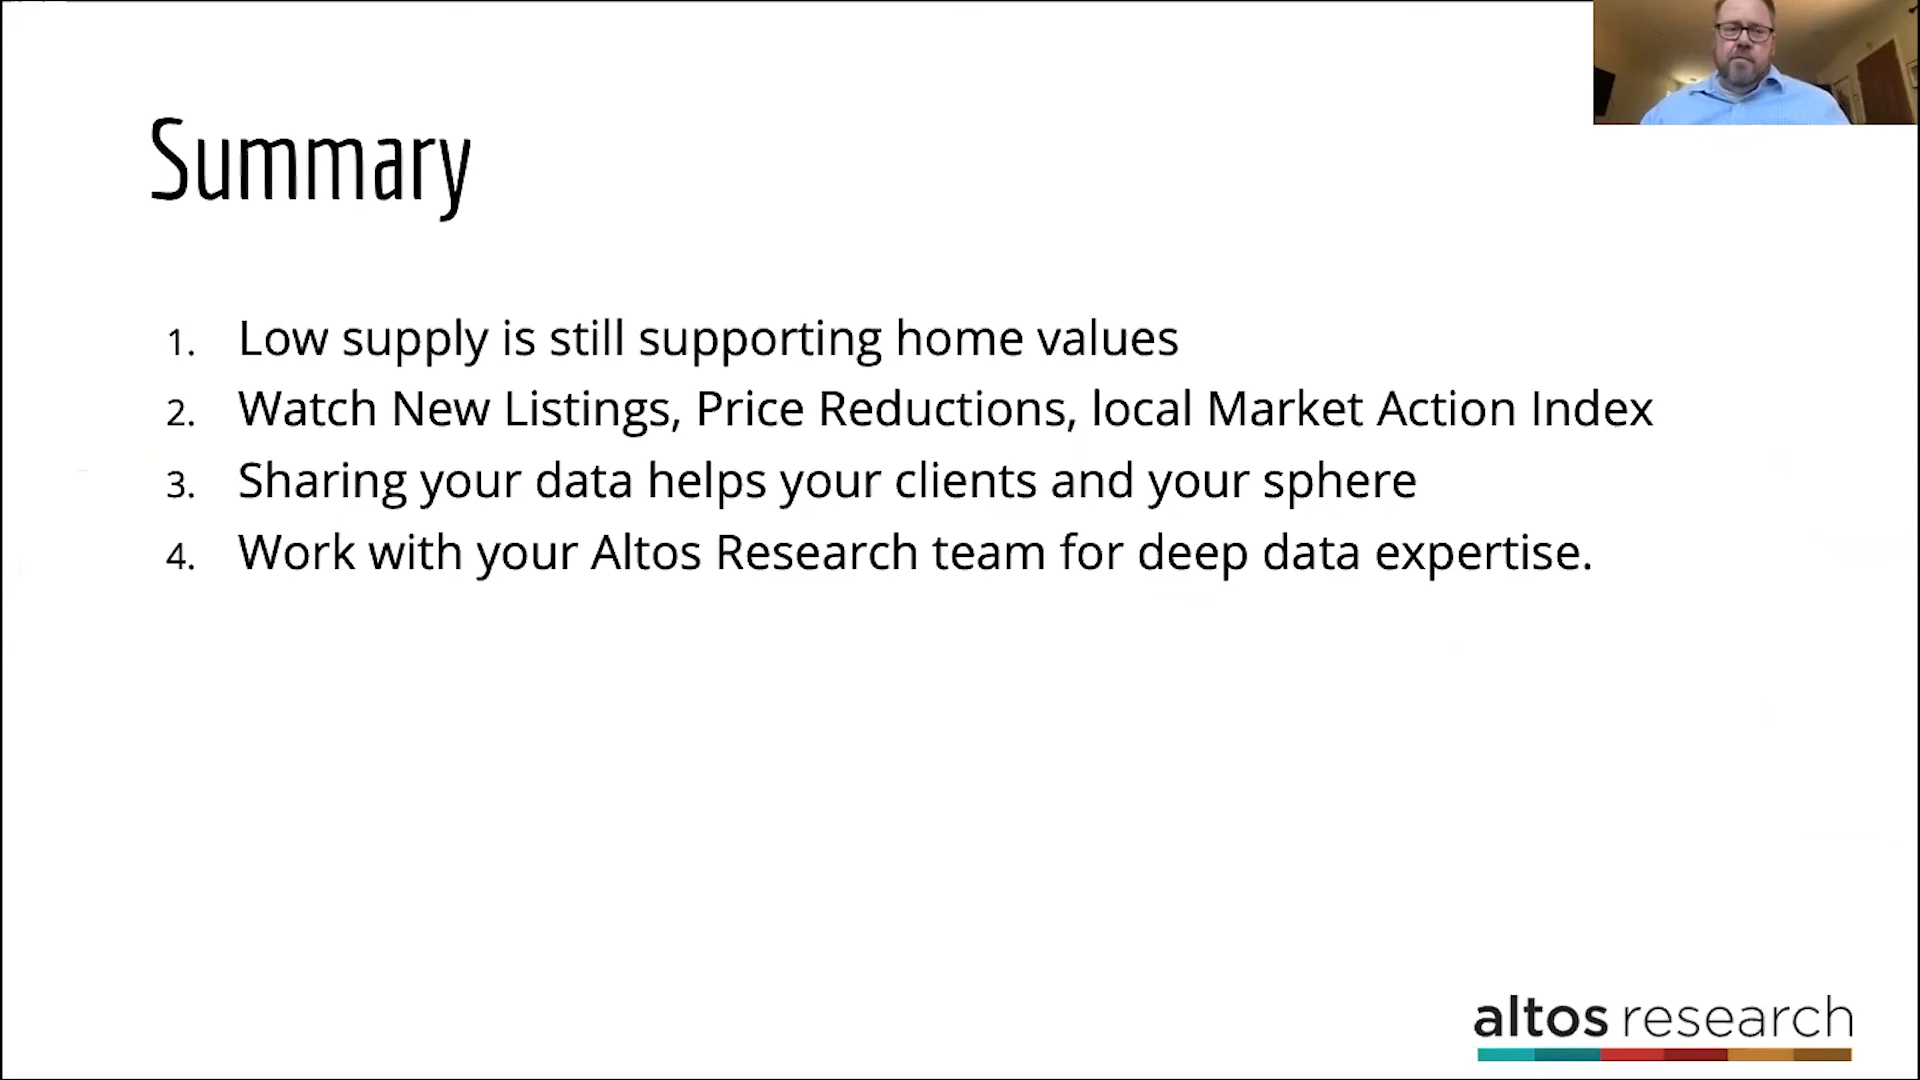 Summary
1. Low supply is still supporting home values
2. Watch New Listings, Price Reductions, local Market Action Index
3. Sharing your data helps your clients and your sphere
4. Work with your Altos Research team for deep data expertise.
altos research